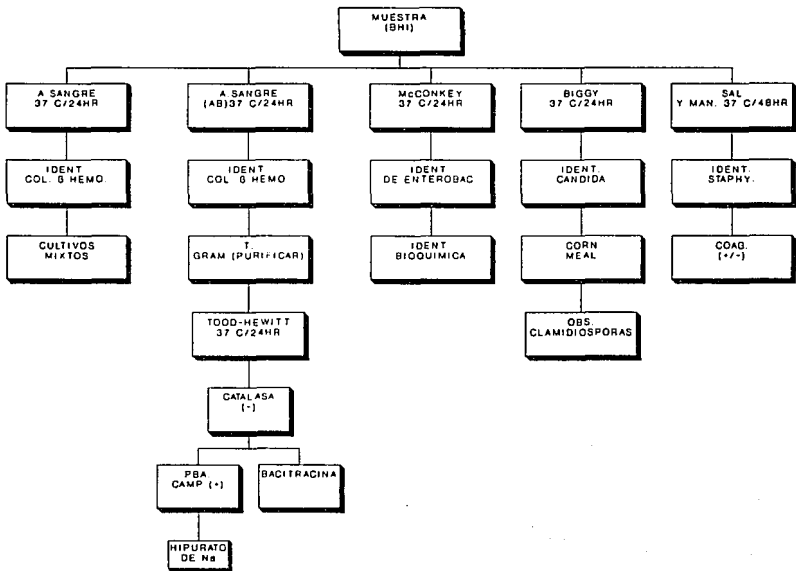 MUESTRA
(BHI)
A SANGRE
37 C/24HR
A. SANGRE
(AB) 37 C/24HR
McCONKEY
37 C/24HR
BIGGY
37 C/24HR
SAL
Y MAN. 37 C/48HR
IDENT
COL. B HEMO.
IDENT
COL B HEMO
IDENT
DE ENTEROBAC
IDENT.
CANDIDA
IDENT.
STAPHY.
CULTIVOS
MIXTOS
T.
GRAM (PURIFICAR)
IDENT
BIOQUIMICA
CORN
MEAL
COAG.
(+/-)
TOOD-HEWITT
37 C/24HR
OBS.
CLAMIDIOSPORAS
CATALASA
(-)
PBA
CAMP (+)
BACITRACINA
HIPURATO
DE Na